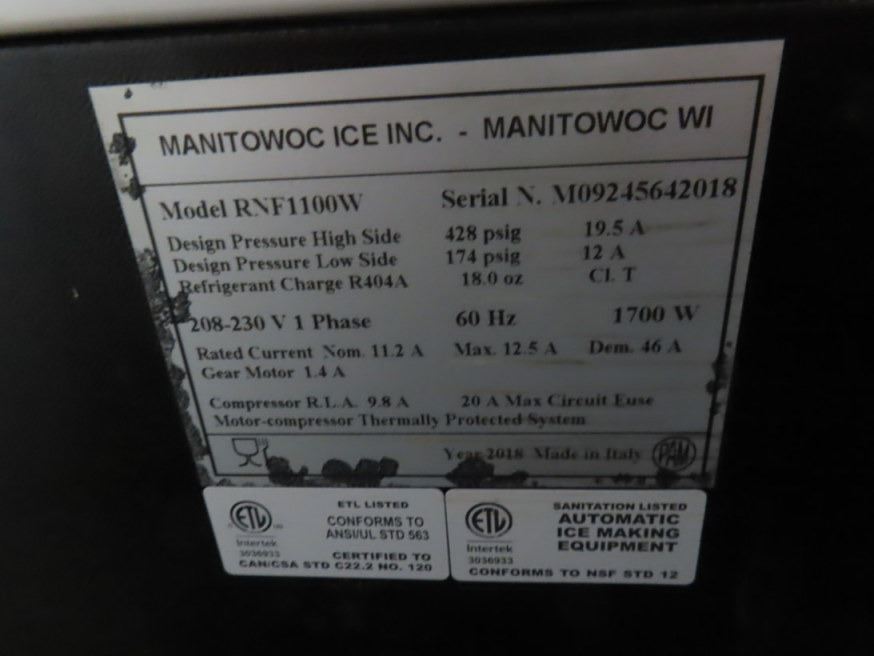 MANITOWOC ICE INC. - MANITOWOC WI
Model RNF1100W Serial N. M09245642018
Design Pressure High Side 428 psig 19.5 A
Design Pressure Low Side 174 psig 12 A
Refrigerant Charge R404A 18.0 oz Cl. T
208-230 V 1 Phase 60 Hz 1700 W
Rated Current Nom. 11.2 A Max. 12.5 A Dem. 46 A
Gear Motor 1.4 A
Compressor R.L.A. 9.8 A 20 A Max Circuit Fuse
Motor-compressor Thermally Protected System
Year 2018 Made in Italy PAM
ETL LISTED
CONFORMS TO
ANSI/UL STD 563
ETL
Intertek
3036933
CERTIFIED TO
CAN/CSA STD C22.2 NO. 120
SANITATION LISTED
AUTOMATIC
ICE MAKING
EQUIPMENT
ETL
Intertek
3036933
CONFORMS TO NSF STD 12